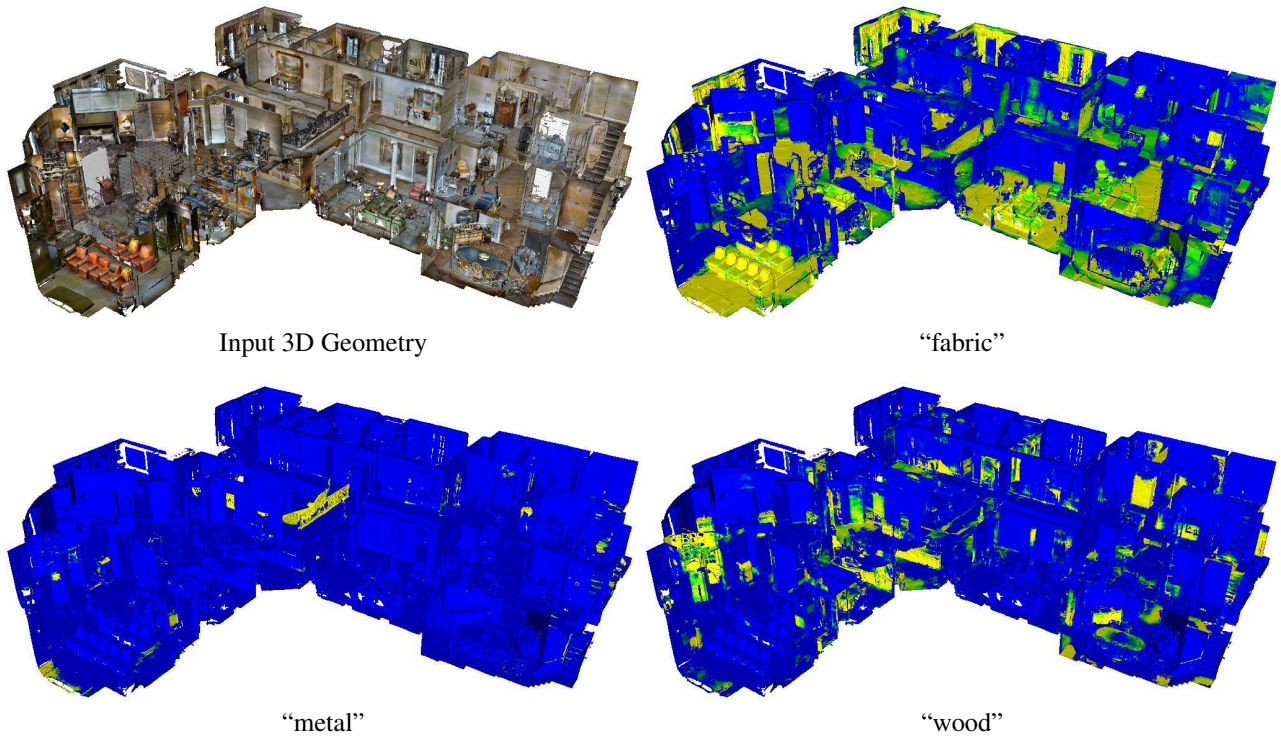 Input 3D Geometry
“fabric”
“metal”
“wood”